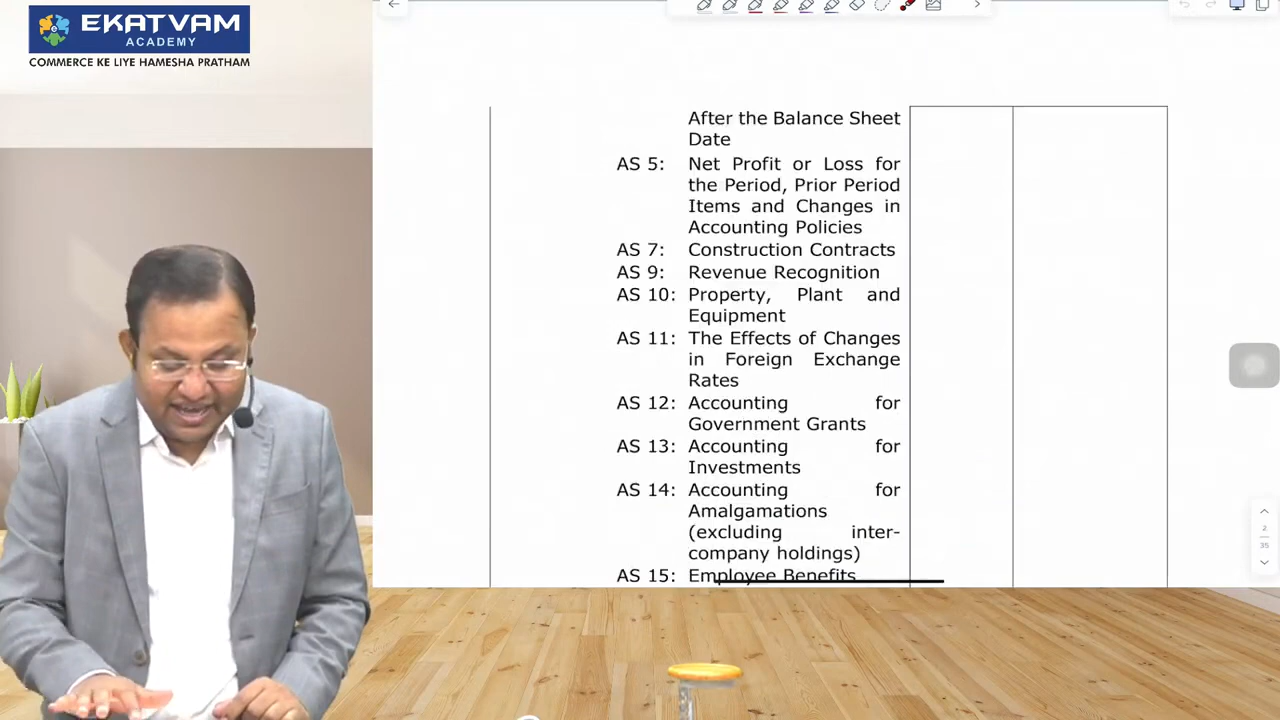 EKATVAM
ACADEMY
COMMERCE KE LIYE HAMESHA PRATHAM
After the Balance Sheet
Date
AS 5: Net Profit or Loss for
the Period, Prior Period
Items and Changes in
Accounting Policies
AS 7: Construction Contracts
AS 9: Revenue Recognition
AS 10: Property, Plant and
Equipment
AS 11: The Effects of Changes
in Foreign Exchange
Rates
AS 12: Accounting for
Government Grants
AS 13: Accounting for
Investments
AS 14: Accounting for
Amalgamations
(excluding inter-
company holdings)
AS 15: Employee Benefits
2
35